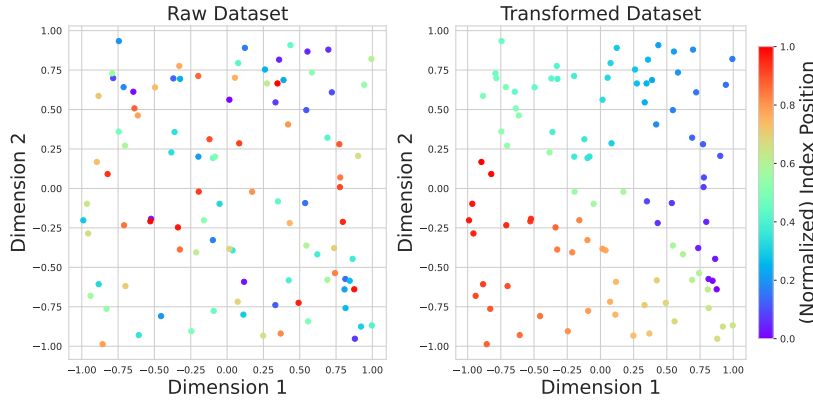 Raw Dataset
Transformed Dataset
1.00
0.75
0.50
0.25
0.00
−0.25
−0.50
−0.75
−1.00
Dimension 2
−1.00 −0.75 −0.50 −0.25 0.00 0.25 0.50 0.75 1.00
Dimension 1
1.00
0.75
0.50
0.25
0.00
−0.25
−0.50
−0.75
−1.00
Dimension 2
−1.00 −0.75 −0.50 −0.25 0.00 0.25 0.50 0.75 1.00
Dimension 1
1.0
0.8
0.6
0.4
0.2
0.0
(Normalized) Index Position